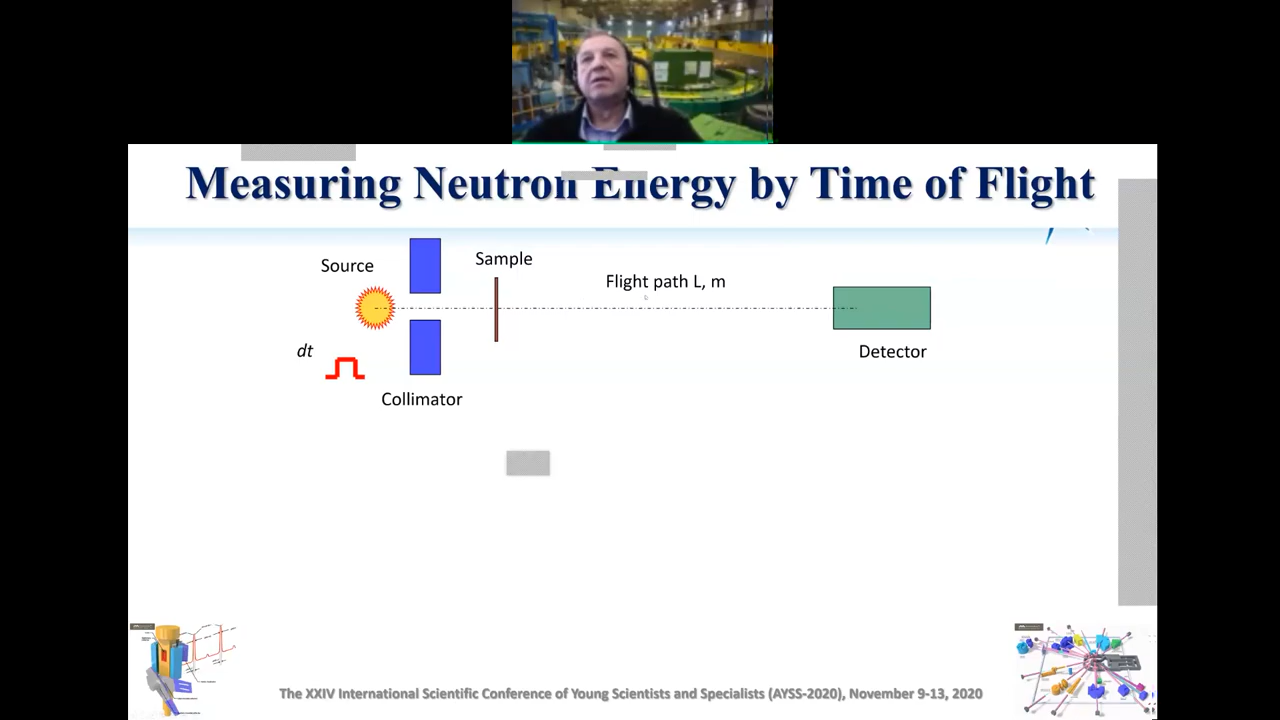 Measuring Neutron Energy by Time of Flight
Source
Sample
Flight path L, m
dt
Detector
Collimator
The XXIV International Scientific Conference of Young Scientists and Specialists (AYSS-2020), November 9-13, 2020